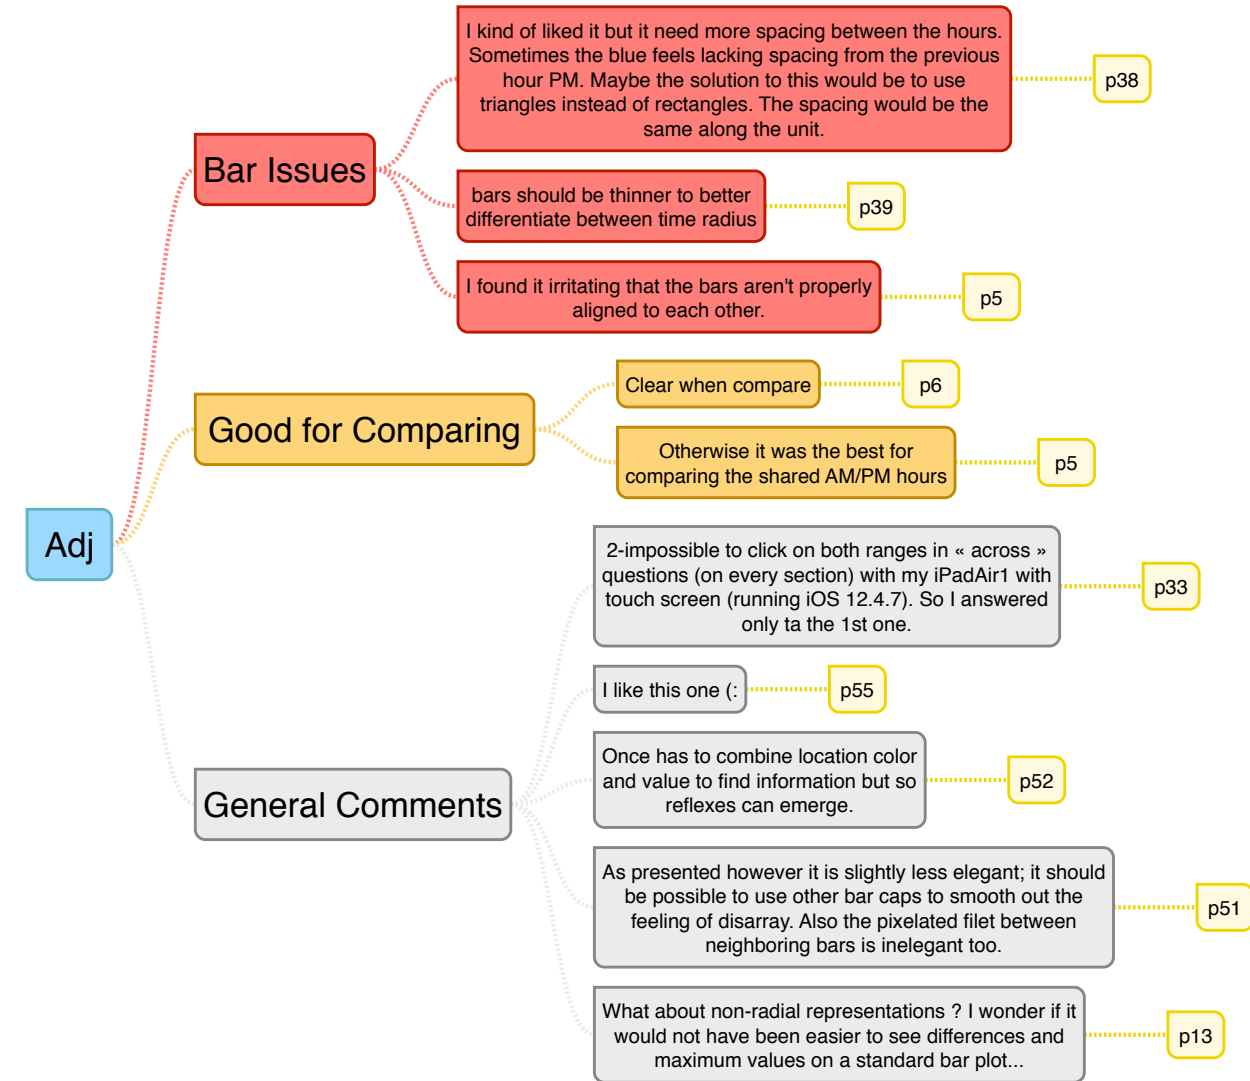 I kind of liked it but it need more spacing between the hours.
Sometimes the blue feels lacking spacing from the previous
hour PM. Maybe the solution to this would be to use
triangles instead of rectangles. The spacing would be the
same along the unit.
p38
Bar Issues
bars should be thinner to better
differentiate between time radius
p39
I found it irritating that the bars aren't properly
aligned to each other.
p5
Clear when compare
p6
Good for Comparing
Otherwise it was the best for
comparing the shared AM/PM hours
p5
Adj
2-impossible to click on both ranges in « across »
questions (on every section) with my iPadAir1 with
touch screen (running iOS 12.4.7). So I answered
only ta the 1st one.
p33
I like this one (:
p55
Once has to combine location color
and value to find information but so
reflexes can emerge.
p52
General Comments
As presented however it is slightly less elegant; it should
be possible to use other bar caps to smooth out the
feeling of disarray. Also the pixelated filet between
neighboring bars is inelegant too.
p51
What about non-radial representations ? I wonder if it
would not have been easier to see differences and
maximum values on a standard bar plot...
p13